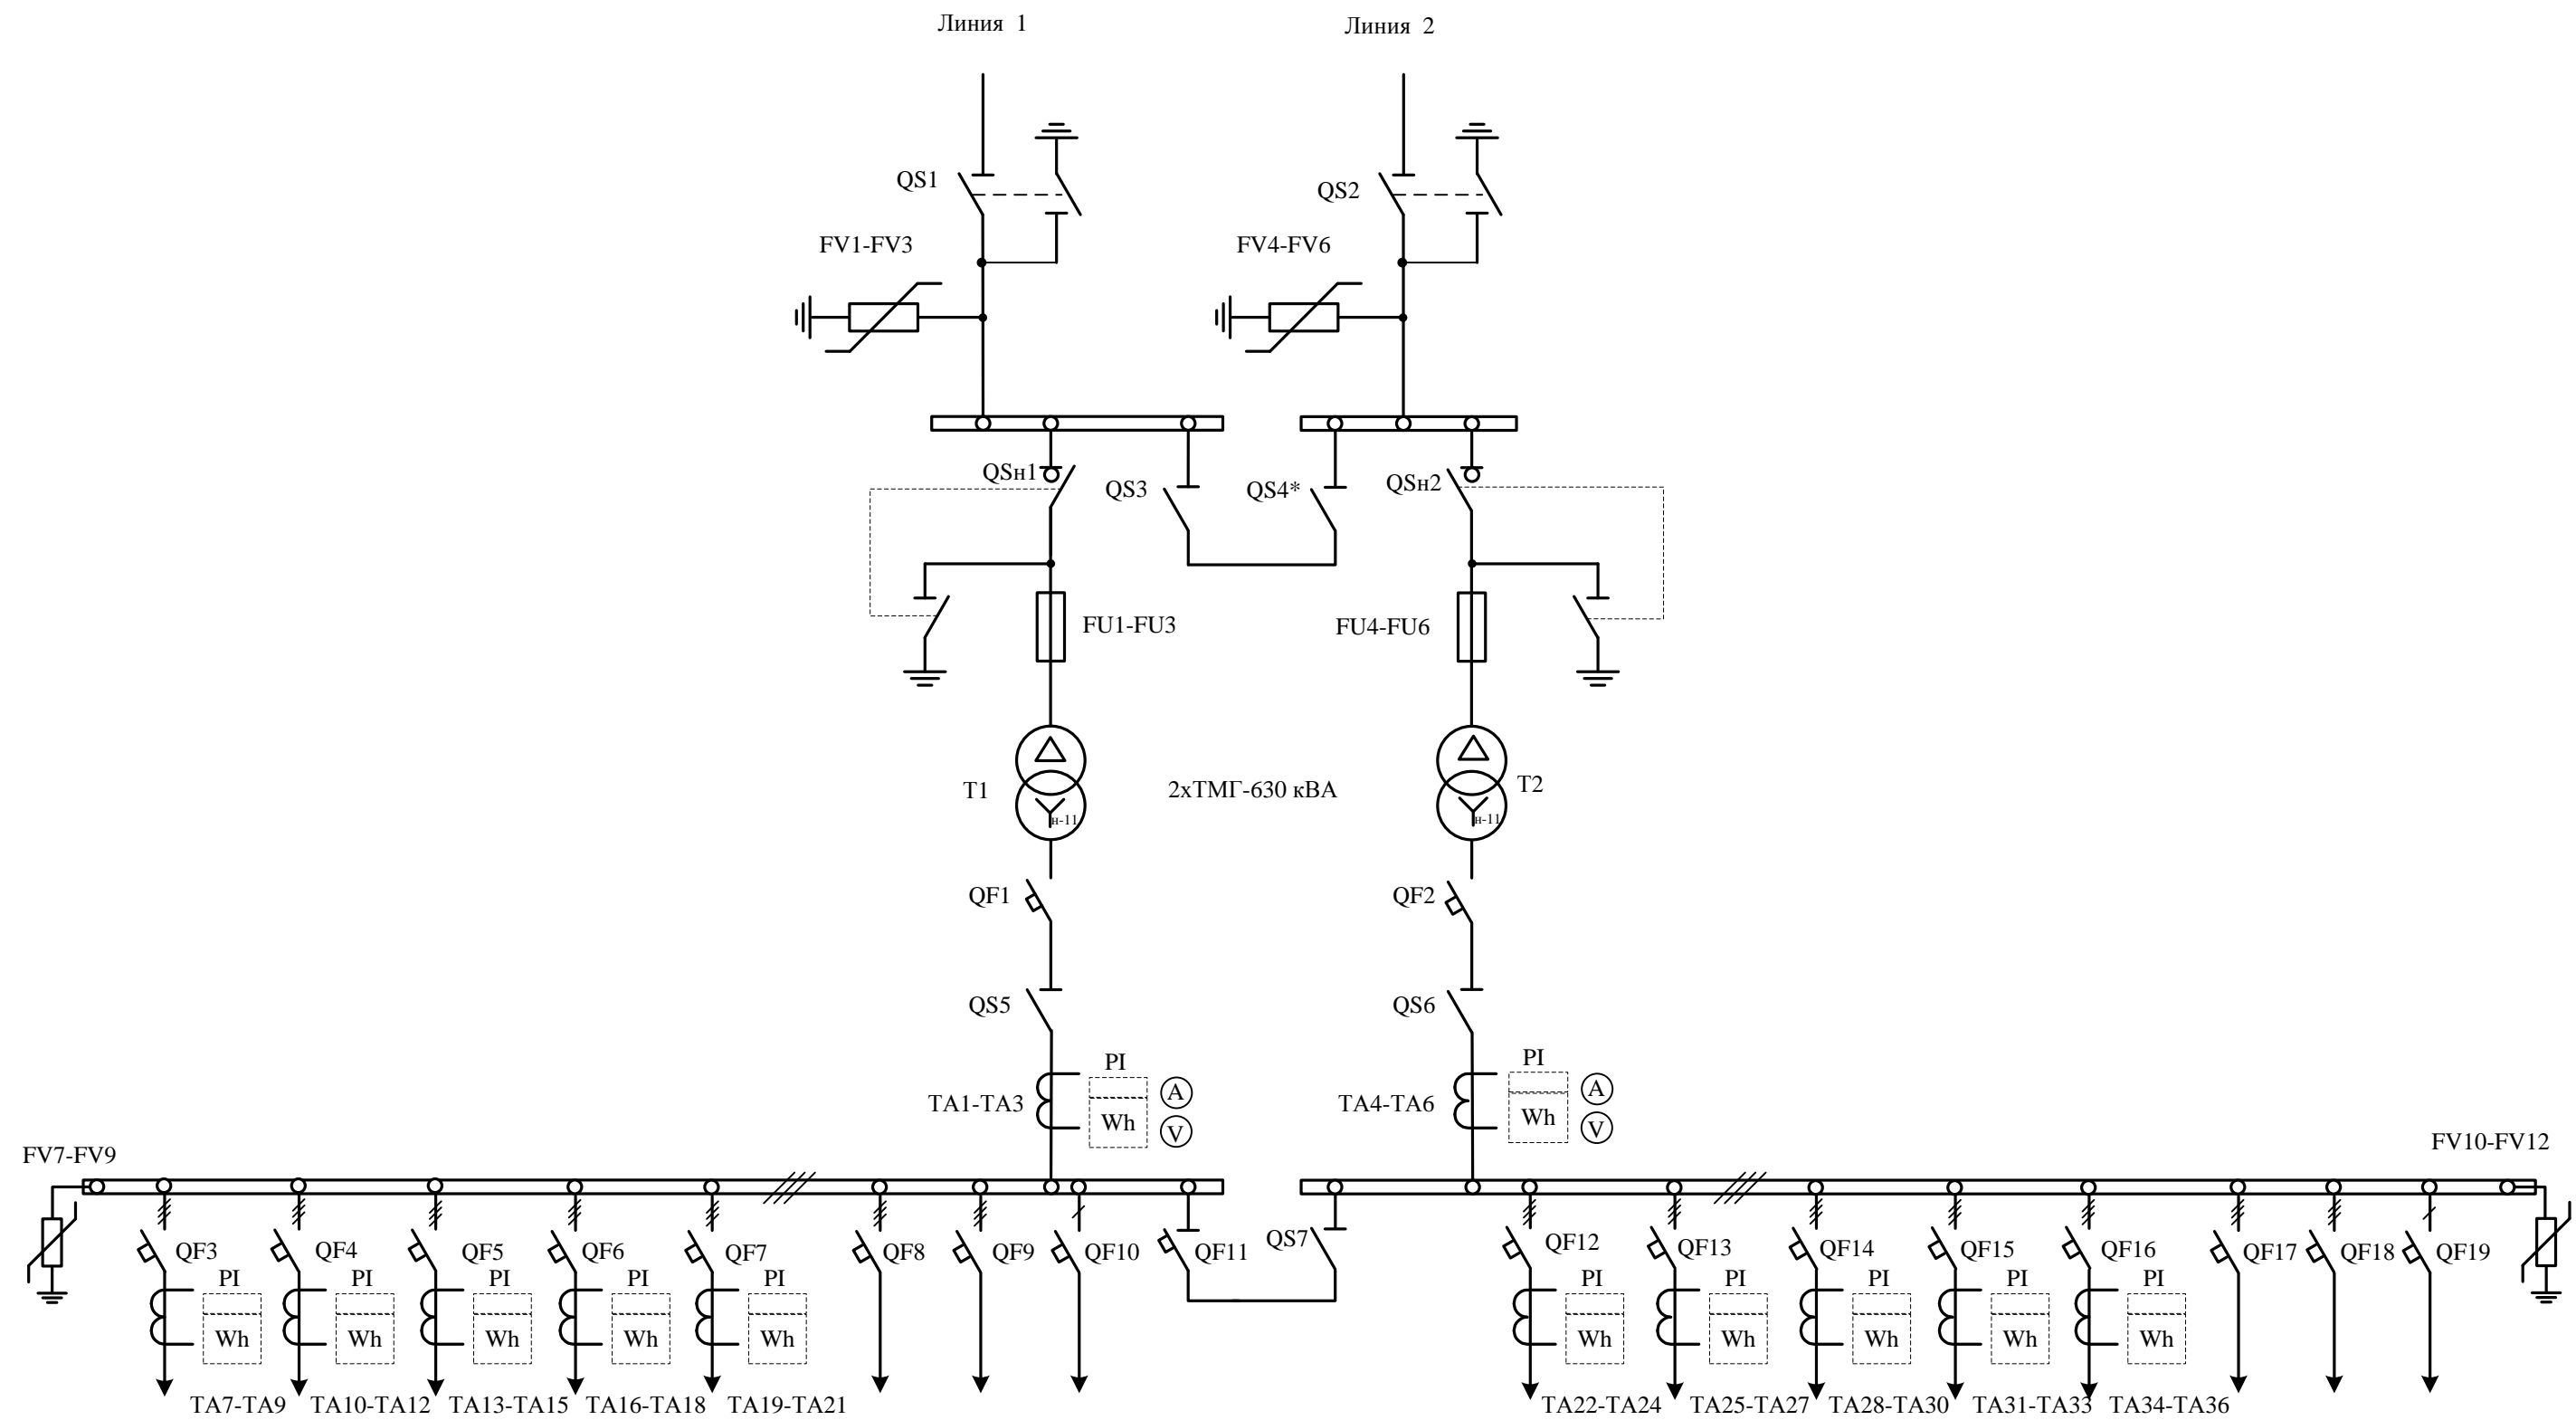 Линия 1
Линия 2
QS1
QS2
FV1-FV3
FV4-FV6
QSн1
QS3
QS4*
QSн2
FU1-FU3
FU4-FU6
Т1
2хТМГ-630 кВА
Т2
н-11
н-11
QF1
QF2
QS5
QS6
PI
PI
TA1-TA3
Wh
A
V
TA4-TA6
Wh
A
V
FV7-FV9
FV10-FV12
QF3
QF4
QF5
QF6
QF7
QF8
QF9
QF10
QF11
QS7
QF12
QF13
QF14
QF15
QF16
QF17
QF18
QF19
PI
PI
PI
PI
PI
PI
PI
PI
PI
PI
Wh
Wh
Wh
Wh
Wh
Wh
Wh
Wh
Wh
Wh
TA7-TA9
TA10-TA12
TA13-TA15
TA16-TA18
TA19-TA21
TA22-TA24
TA25-TA27
TA28-TA30
TA31-TA33
TA34-TA36